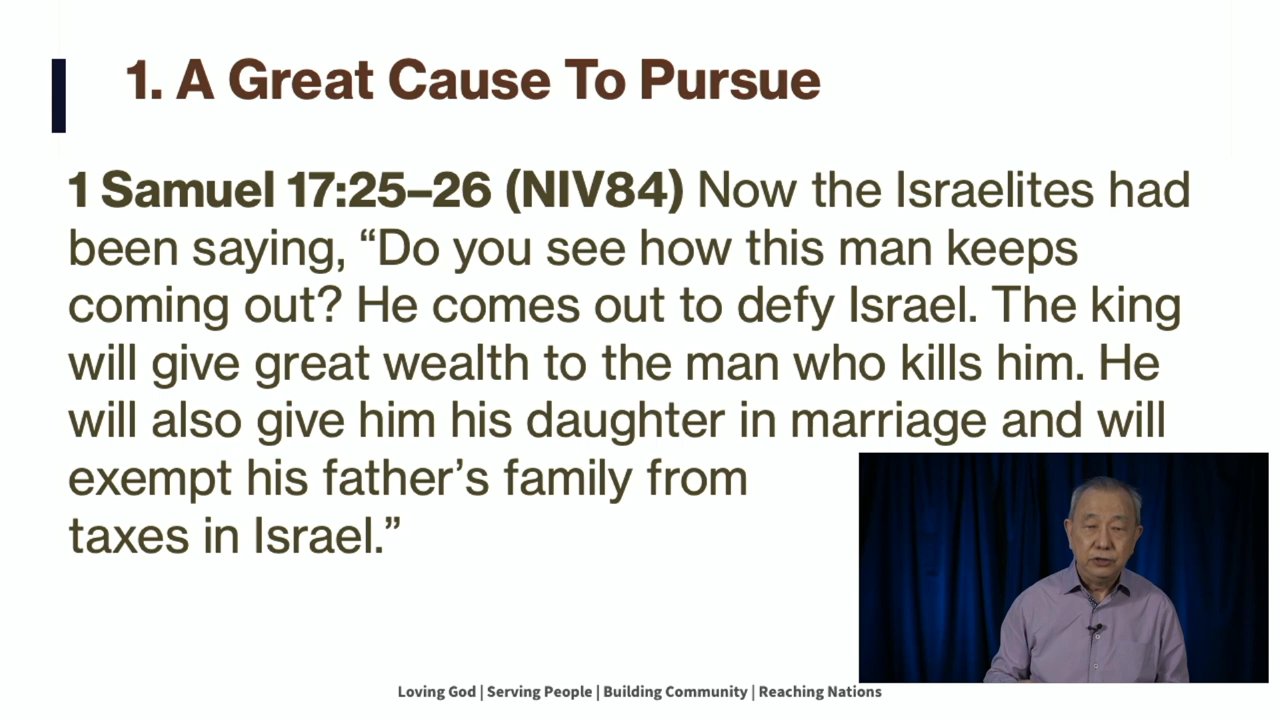 1. A Great Cause To Pursue
1 Samuel 17:25–26 (NIV84) Now the Israelites had
been saying, “Do you see how this man keeps
coming out? He comes out to defy Israel. The king
will give great wealth to the man who kills him. He
will also give him his daughter in marriage and will
exempt his father’s family from
taxes in Israel.”
Loving God | Serving People | Building Community | Reaching Nations